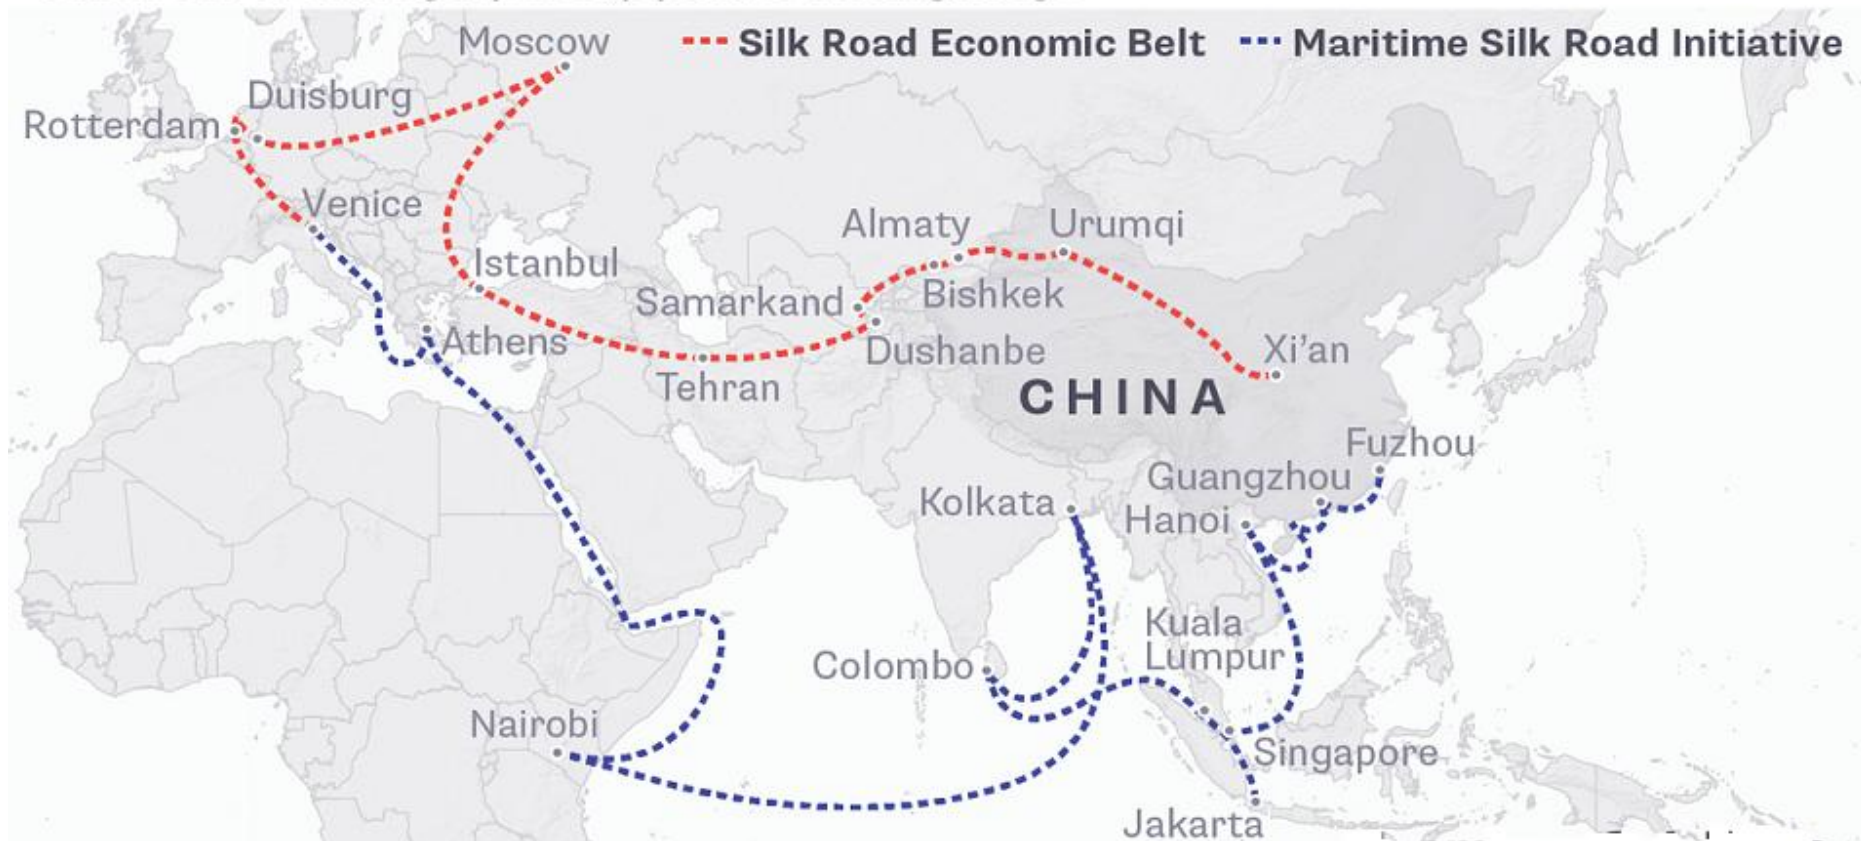 Moscow
Silk Road Economic Belt
Maritime Silk Road Initiative
Duisburg
Rotterdam
Venice
Almaty
Urumqi
Istanbul
Samarkand
Bishkek
Athens
Dushanbe
Xi’an
Tehran
CHINA
Fuzhou
Guangzhou
Kolkata
Hanoi
Kuala
Lumpur
Colombo
Nairobi
Singapore
Jakarta